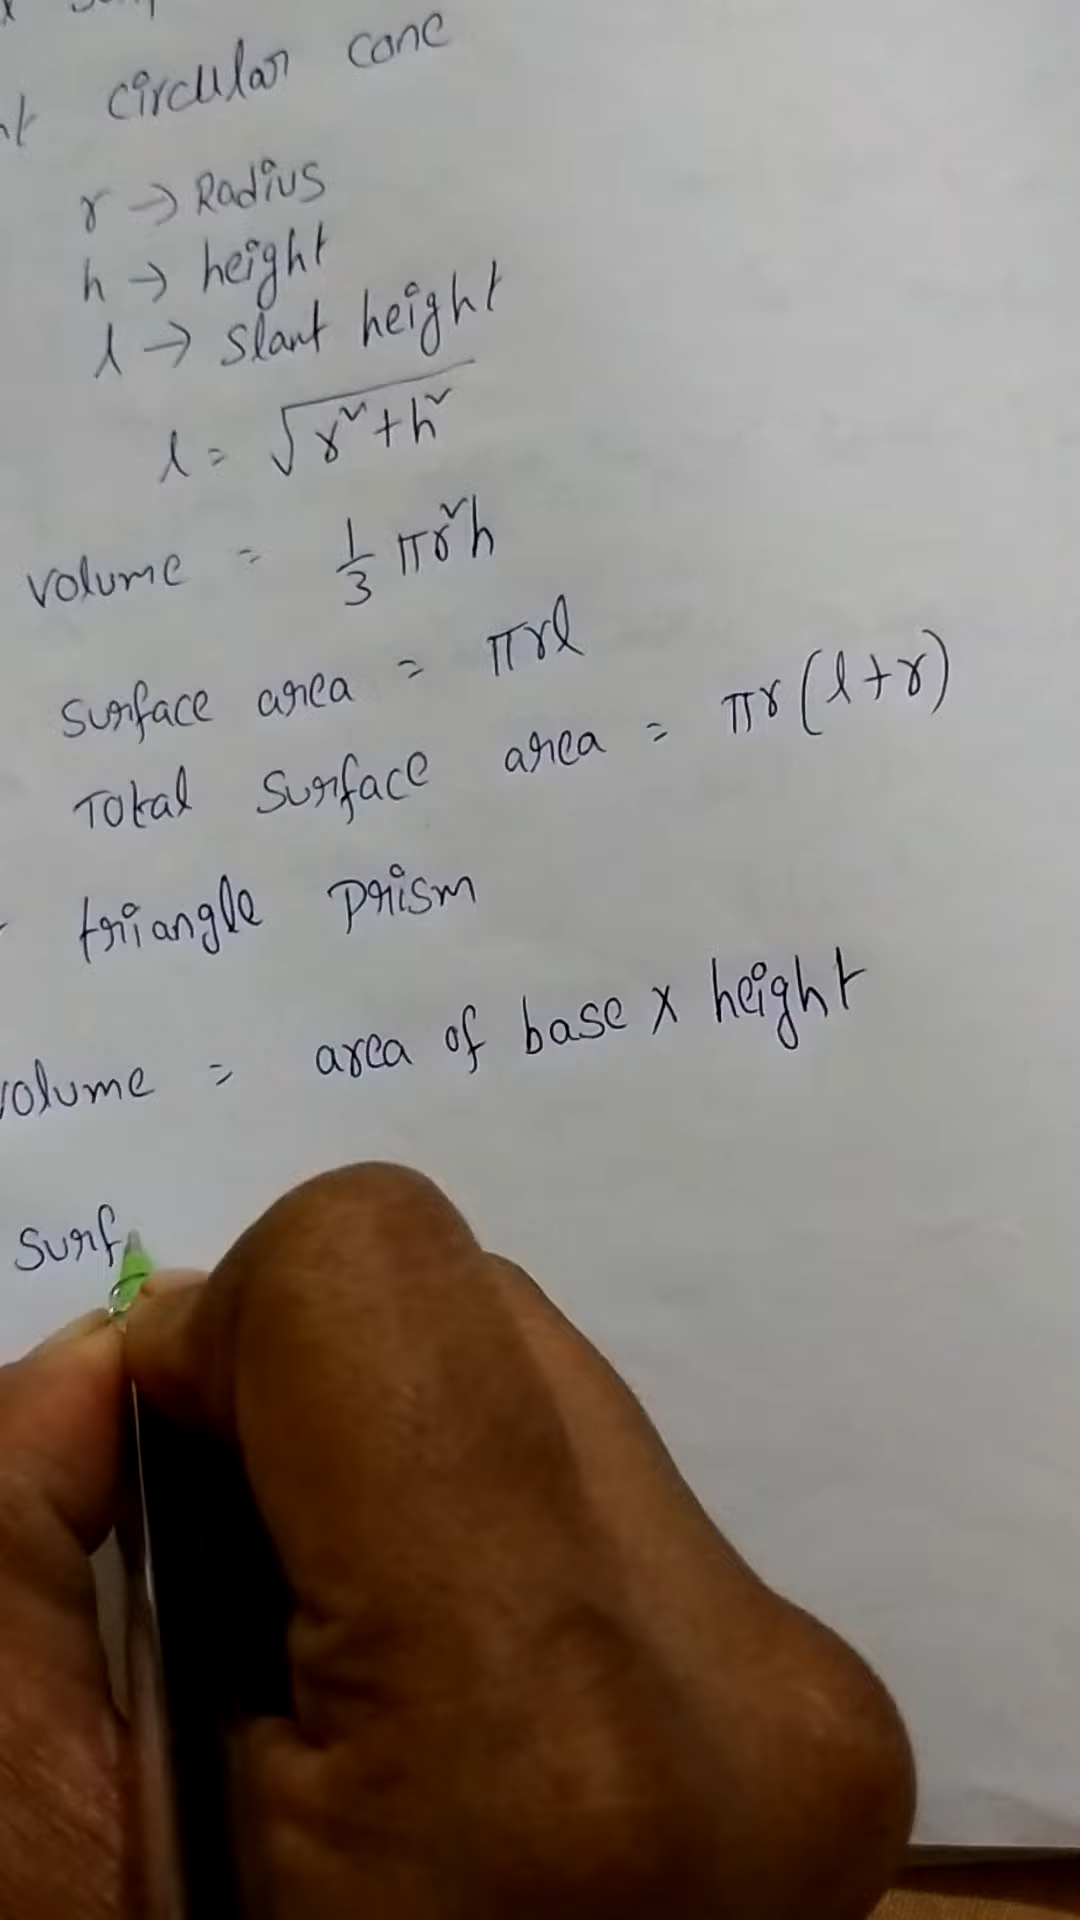 circular cone
r → Radius
h → height
l → slant height
l = √r²+h²
volume = 1/3 πr²h
surface area = πrl
Total surface area = πr(l+r)
triangle prism
volume = area of base x height
surf